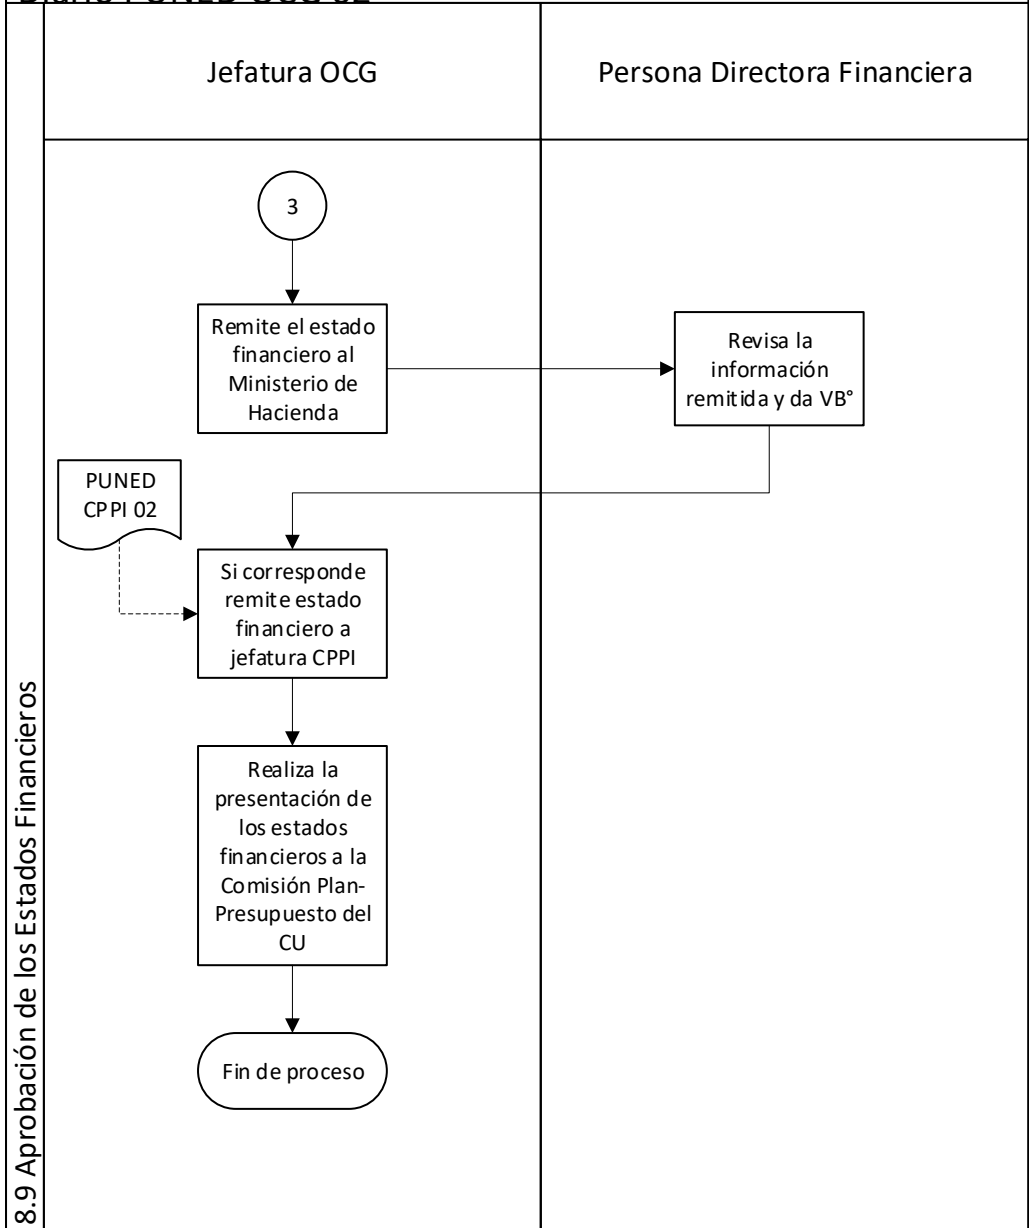 Jefatura OCG
Persona Directora Financiera
3
Remite el estado
financiero al
Ministerio de
Hacienda
Revisa la
información
remitida y da VB°
PUNED
CPPI 02
Si corresponde
remite estado
financiero a
jefatura CPPI
Realiza la
presentación de
los estados
financieros a la
Comisión Plan-
Presupuesto del
CU
Fin de proceso
8.9 Aprobación de los Estados Financieros